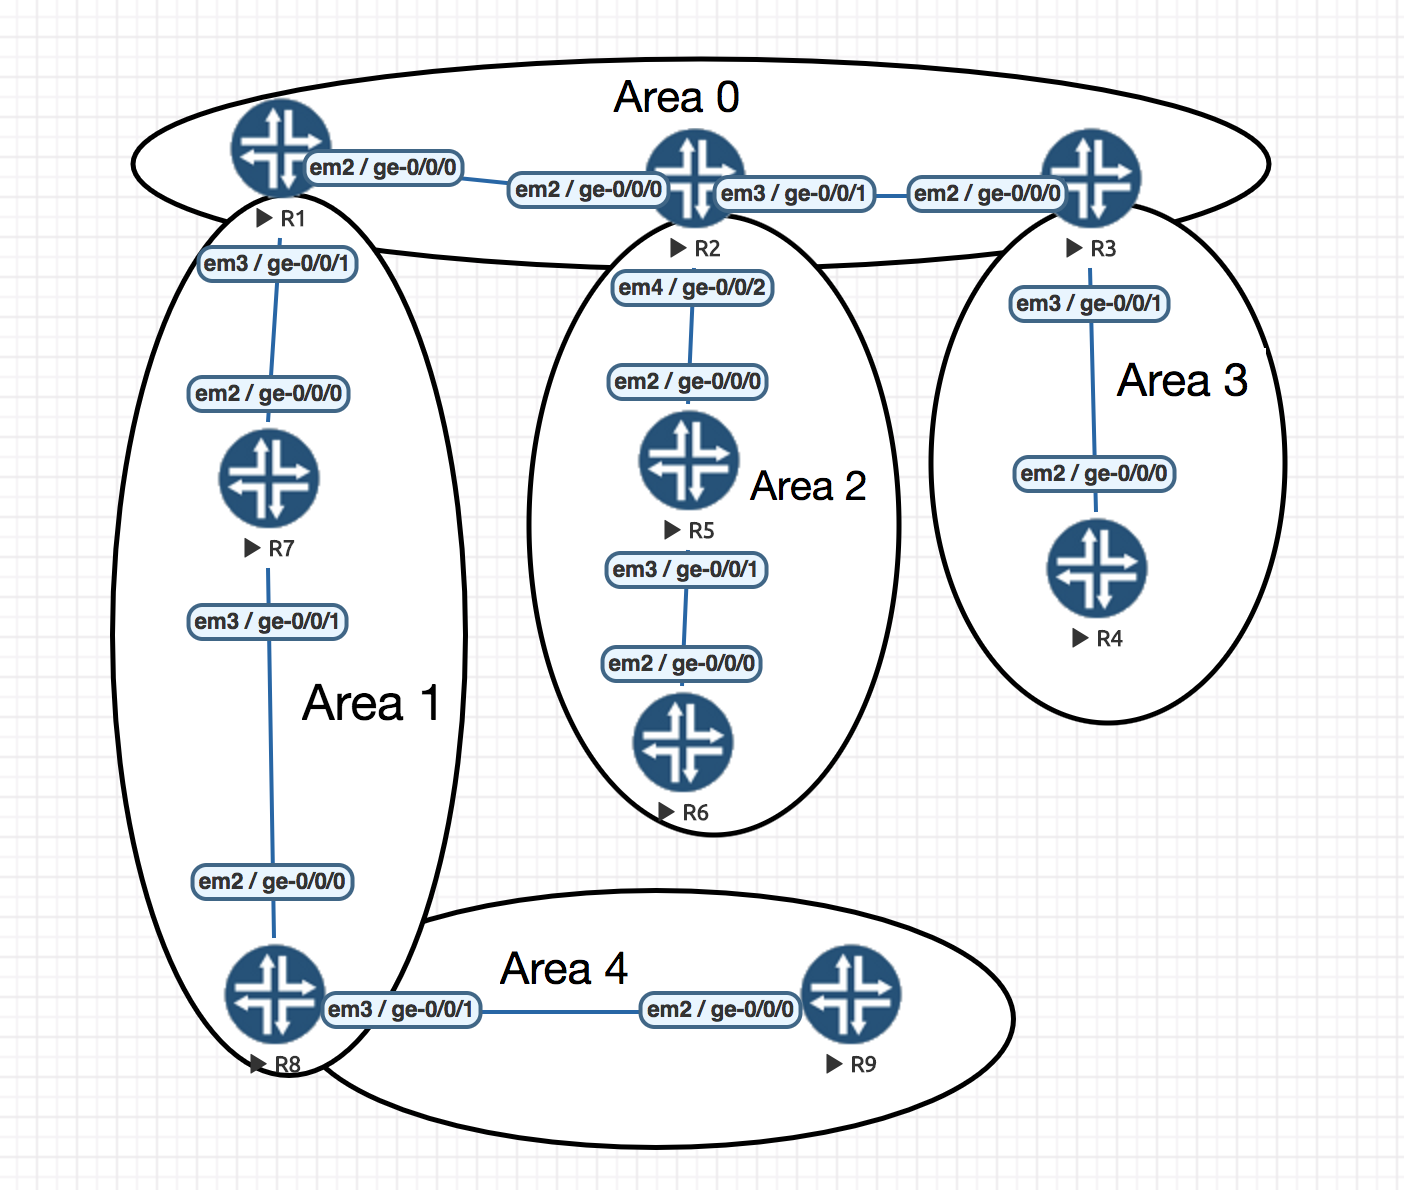 Area 0
em2 / ge-0/0/0
em2 / ge-0/0/0
em3 / ge-0/0/1
em2 / ge-0/0/0
R1
R2
R3
em3 / ge-0/0/1
em4 / ge-0/0/2
em3 / ge-0/0/1
em2 / ge-0/0/0
em2 / ge-0/0/0
Area 3
em2 / ge-0/0/0
Area 2
R7
R5
em3 / ge-0/0/1
em3 / ge-0/0/1
R4
em2 / ge-0/0/0
Area 1
R6
em2 / ge-0/0/0
Area 4
em3 / ge-0/0/1
em2 / ge-0/0/0
R8
R9